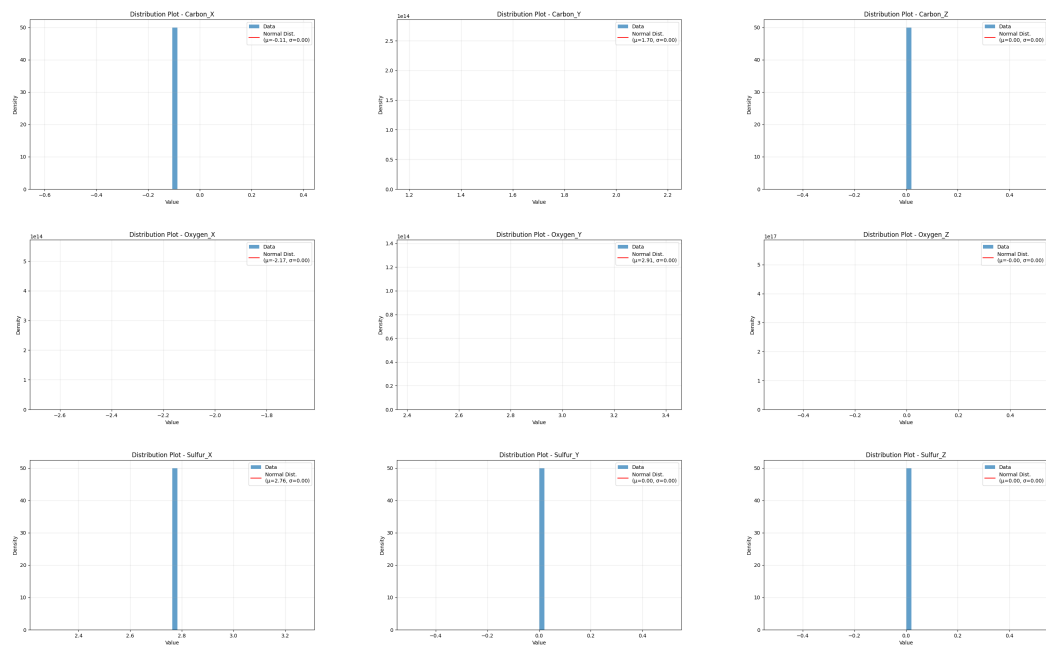 Distribution Plot - Carbon_X
Density
50
40
30
20
10
0
−0.6
−0.4
−0.2
0.0
0.2
0.4
Value
Data
Normal Dist.
(μ=-0.11, σ=0.00)
Distribution Plot - Carbon_Y
1e14
Density
2.5
2.0
1.5
1.0
0.5
0.0
1.2
1.4
1.6
1.8
2.0
2.2
Value
Data
Normal Dist.
(μ=1.70, σ=0.00)
Distribution Plot - Carbon_Z
Density
50
40
30
20
10
0
−0.4
−0.2
0.0
0.2
0.4
Value
Data
Normal Dist.
(μ=0.00, σ=0.00)
Distribution Plot - Oxygen_X
1e14
Density
5
4
3
2
1
0
−2.6
−2.4
−2.2
−2.0
−1.8
Value
Data
Normal Dist.
(μ=-2.17, σ=0.00)
Distribution Plot - Oxygen_Y
1e14
Density
1.4
1.2
1.0
0.8
0.6
0.4
0.2
0.0
2.4
2.6
2.8
3.0
3.2
3.4
Value
Data
Normal Dist.
(μ=2.91, σ=0.00)
Distribution Plot - Oxygen_Z
1e17
Density
5
4
3
2
1
0
−0.4
−0.2
0.0
0.2
0.4
Value
Data
Normal Dist.
(μ=-0.00, σ=0.00)
Distribution Plot - Sulfur_X
Density
50
40
30
20
10
0
2.4
2.6
2.8
3.0
3.2
Value
Data
Normal Dist.
(μ=2.76, σ=0.00)
Distribution Plot - Sulfur_Y
Density
50
40
30
20
10
0
−0.4
−0.2
0.0
0.2
0.4
Value
Data
Normal Dist.
(μ=0.00, σ=0.00)
Distribution Plot - Sulfur_Z
Density
50
40
30
20
10
0
−0.4
−0.2
0.0
0.2
0.4
Value
Data
Normal Dist.
(μ=0.00, σ=0.00)